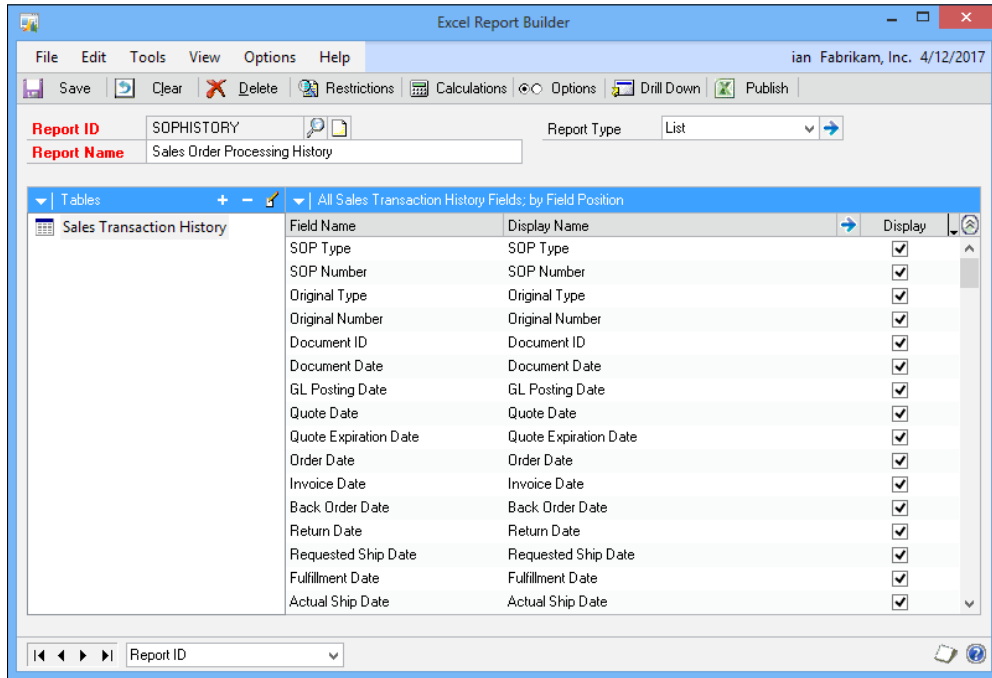 Excel Report Builder
File Edit Tools View Options Help ian Fabrikam, Inc. 4/12/2017
Save Clear Delete Restrictions Calculations Options Drill Down Publish
Report ID SOPHISTORY Report Type List
Report Name Sales Order Processing History
Tables All Sales Transaction History Fields; by Field Position
Sales Transaction History Field Name Display Name Display
SOP Type SOP Type
SOP Number SOP Number
Original Type Original Type
Original Number Original Number
Document ID Document ID
Document Date Document Date
GL Posting Date GL Posting Date
Quote Date Quote Date
Quote Expiration Date Quote Expiration Date
Order Date Order Date
Invoice Date Invoice Date
Back Order Date Back Order Date
Return Date Return Date
Requested Ship Date Requested Ship Date
Fulfillment Date Fulfillment Date
Actual Ship Date Actual Ship Date
Report ID